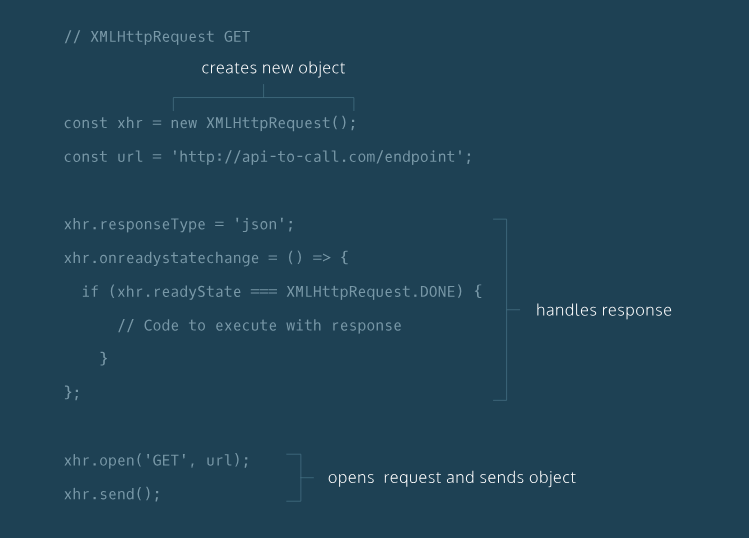 // XMLHttpRequest GET
creates new object
const xhr = new XMLHttpRequest();
const url = 'http://api-to-call.com/endpoint';
xhr.responseType = 'json';
xhr.onreadystatechange = () => {
if (xhr.readyState === XMLHttpRequest.DONE) {
handles response
// Code to execute with response
}
};
xhr.open('GET', url);
opens request and sends object
xhr.send();